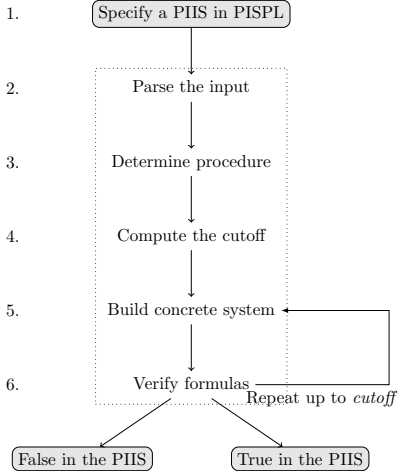 1. Specify a PIIS in PISPL
2. Parse the input
3. Determine procedure
4. Compute the cutoff
5. Build concrete system
6. Verify formulas
Repeat up to cutoff
False in the PIIS
True in the PIIS